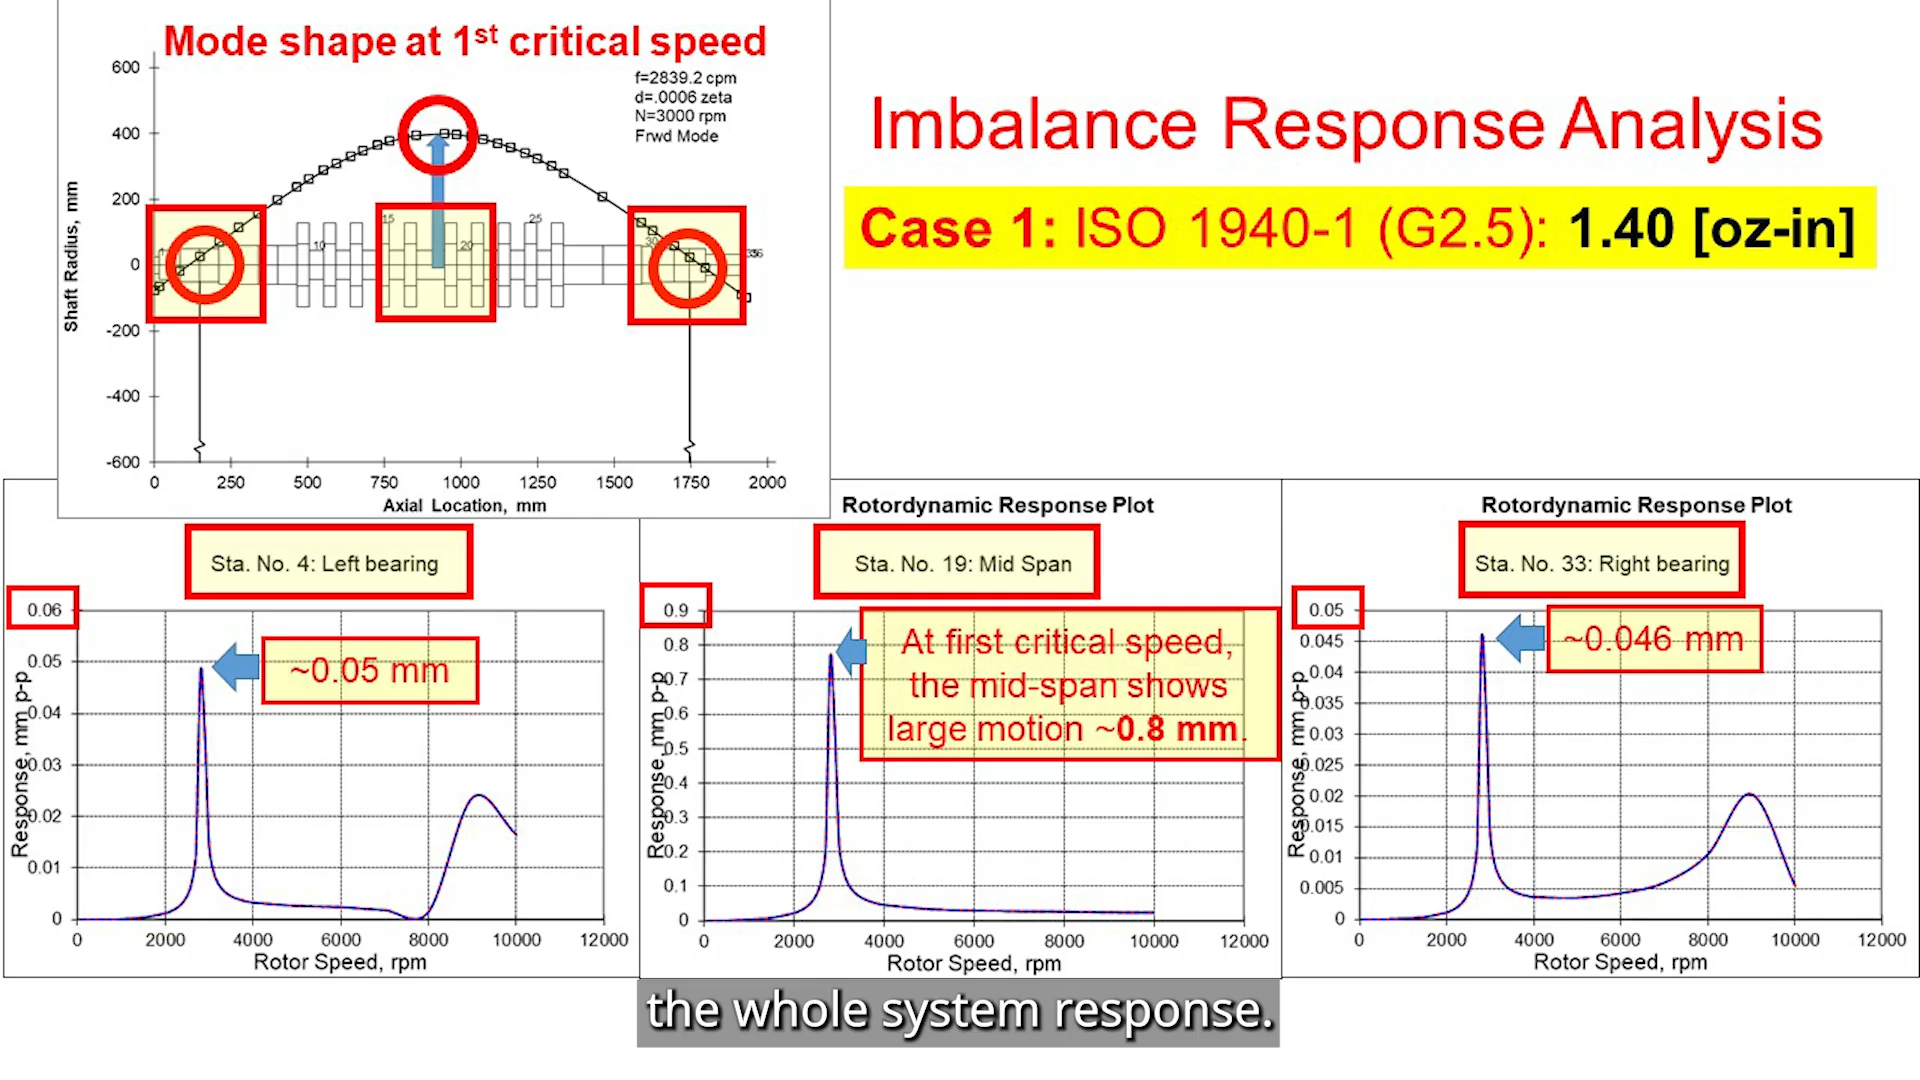 Mode shape at 1st critical speed
f=2839.2 cpm
d=.0006 zeta
N=3000 rpm
Frwd Mode
Shaft Radius, mm
600
400
200
0
-200
-400
-600
1
10
15
20
25
30
0 250 500 750 1000 1250 1500 1750 2000
Axial Location, mm
Imbalance Response Analysis
Case 1: ISO 1940-1 (G2.5): 1.40 [oz-in]
Sta. No. 4: Left bearing
~0.05 mm
Response, mm p-p
0.06
0.05
0.04
0.03
0.02
0.01
0
0 2000 4000 6000 8000 10000 12000
Rotor Speed, rpm
Rotordynamic Response Plot
Sta. No. 19: Mid Span
At first critical speed,
the mid-span shows
large motion ~0.8 mm.
Response, mm p-p
0.9
0.8
0.7
0.6
0.5
0.4
0.3
0.2
0.1
0
0 2000 4000 6000 8000 10000 12000
Rotor Speed, rpm
Rotordynamic Response Plot
Sta. No. 33: Right bearing
~0.046 mm
Response, mm p-p
0.05
0.045
0.04
0.035
0.03
0.025
0.02
0.015
0.01
0.005
0
0 2000 4000 6000 8000 10000 12000
Rotor Speed, rpm
the whole system response.